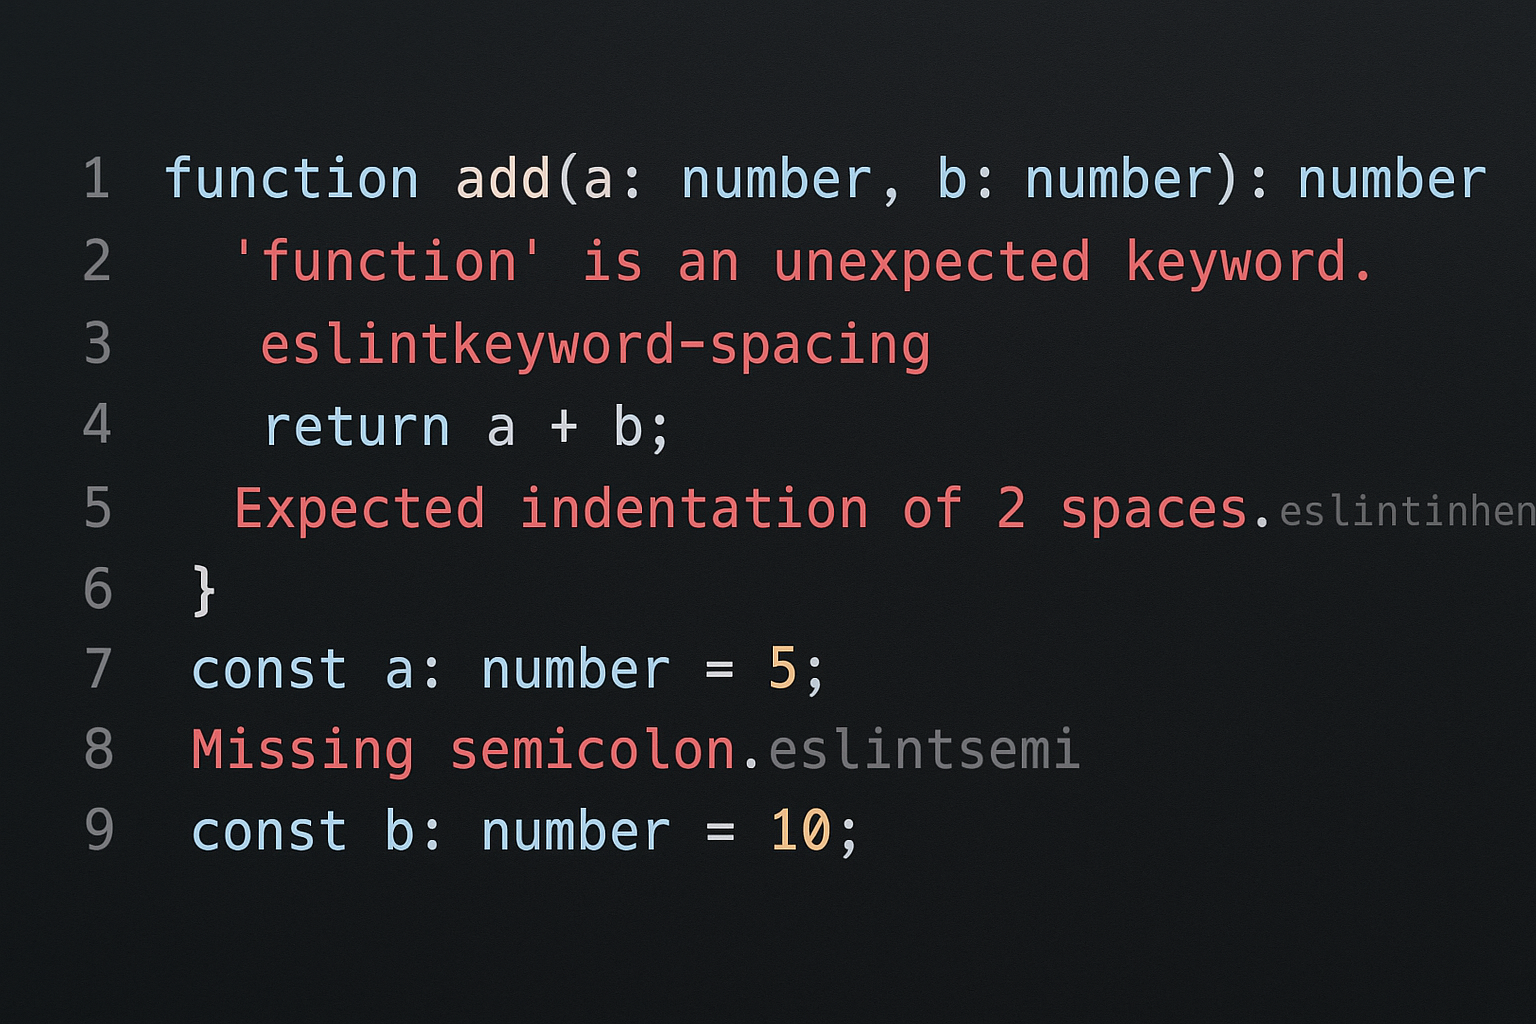 1 function add(a: number, b: number): number
2 'function' is an unexpected keyword.
3 eslintkeyword-spacing
4 return a + b;
5 Expected indentation of 2 spaces.eslintinhen
6 }
7 const a: number = 5;
8 Missing semicolon.eslintsemi
9 const b: number = 10;